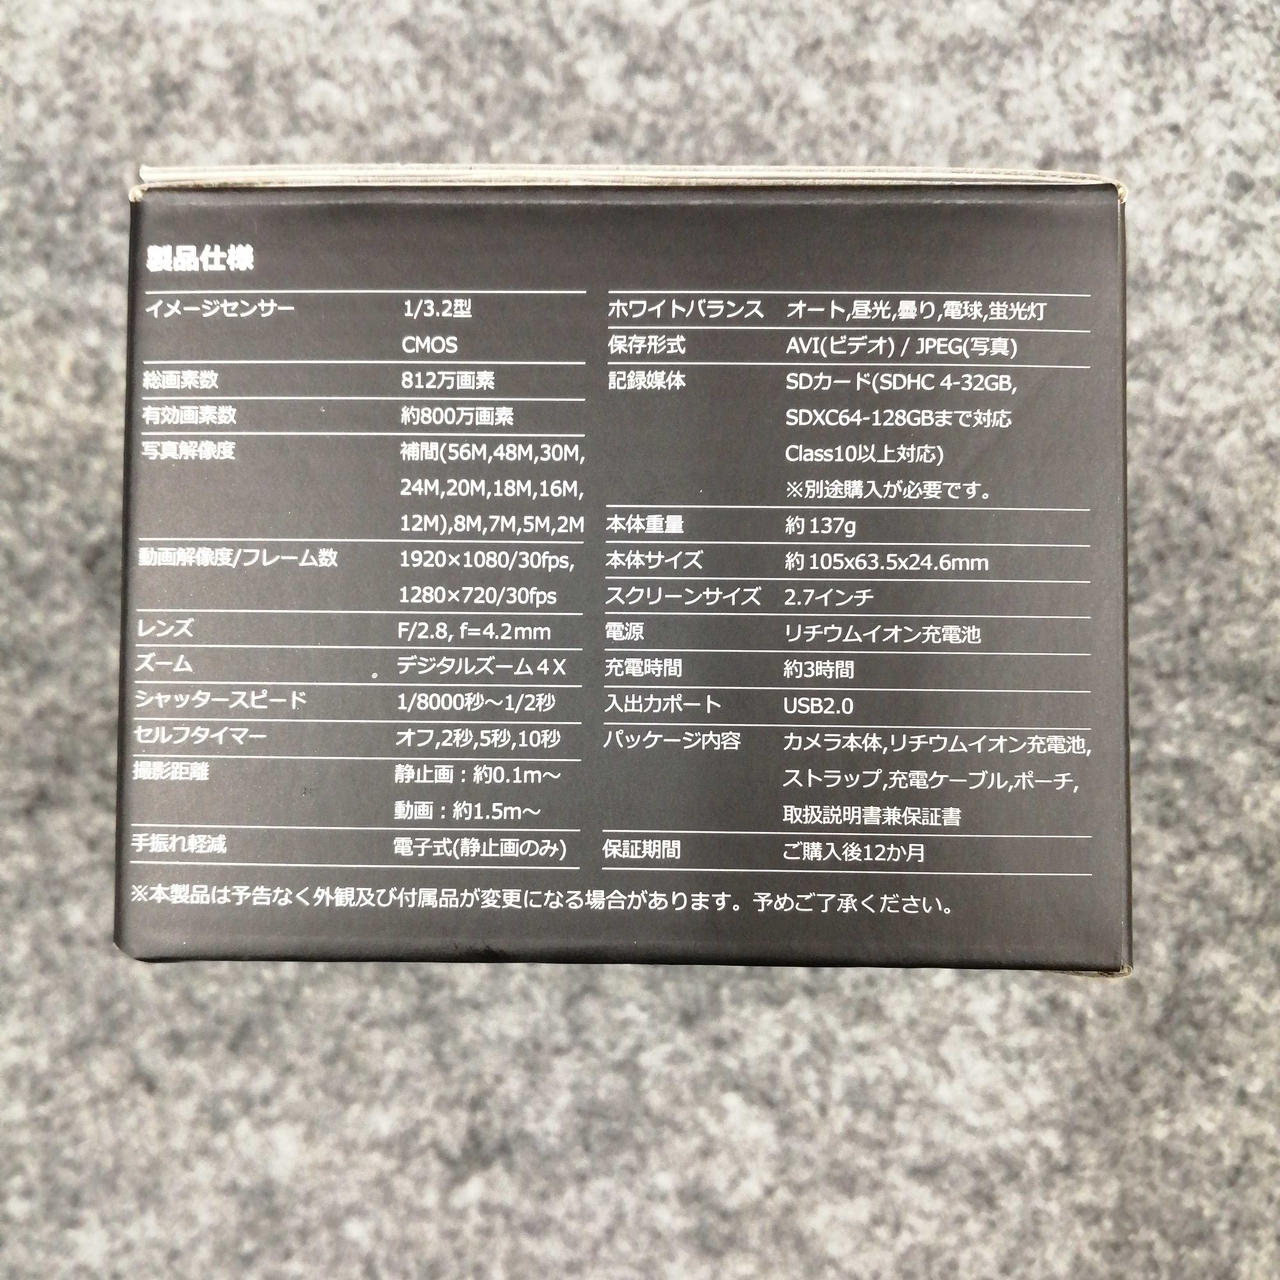 製品仕様
イメージセンサー 1/3.2型
CMOS
総画素数 812万画素
有効画素数 約800万画素
写真解像度 補間(56M,48M,30M,
24M,20M,18M,16M,
12M),8M,7M,5M,2M
動画解像度/フレーム数 1920×1080/30fps,
1280×720/30fps
レンズ F/2.8, f=4.2mm
ズーム デジタルズーム4X
シャッタースピード 1/8000秒～1/2秒
セルフタイマー オフ,2秒,5秒,10秒
撮影距離 静止画：約0.1m～
動画：約1.5m～
手振れ軽減 電子式(静止画のみ)
ホワイトバランス オート,昼光,曇り,電球,蛍光灯
保存形式 AVI(ビデオ) / JPEG(写真)
記録媒体 SDカード(SDHC 4-32GB,
SDXC64-128GBまで対応
Class10以上対応)
※別途購入が必要です。
本体重量 約137g
本体サイズ 約105x63.5x24.6mm
スクリーンサイズ 2.7インチ
電源 リチウムイオン充電池
充電時間 約3時間
入出力ポート USB2.0
パッケージ内容 カメラ本体,リチウムイオン充電池,
ストラップ,充電ケーブル,ポーチ,
取扱説明書兼保証書
保証期間 ご購入後12か月
※本製品は予告なく外観及び付属品が変更になる場合があります。予めご了承ください。